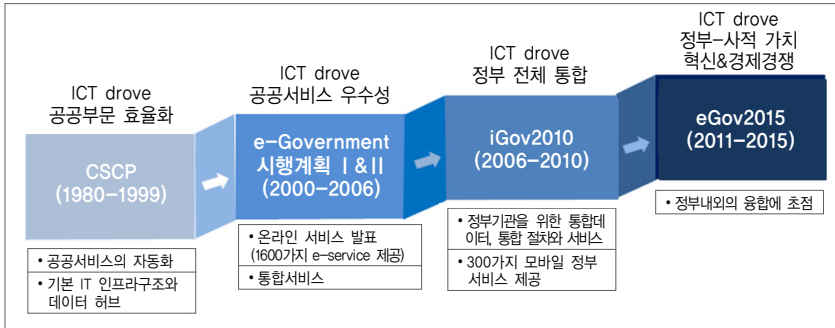 ICT drove
공공부문 효율화
CSCP
(1980-1999)
• 공공서비스의 자동화
• 기본 IT 인프라구조와
데이터 허브
ICT drove
공공서비스 우수성
e-Government
시행계획 Ⅰ&Ⅱ
(2000-2006)
• 온라인 서비스 발표
(1600가지 e-service 제공)
• 통합서비스
ICT drove
정부 전체 통합
iGov2010
(2006-2010)
• 정부기관을 위한 통합데
이터, 통합 절차와 서비스
• 300가지 모바일 정부
서비스 제공
ICT drove
정부-사적 가치
혁신&경제경쟁
eGov2015
(2011-2015)
• 정부내외의 융합에 초점